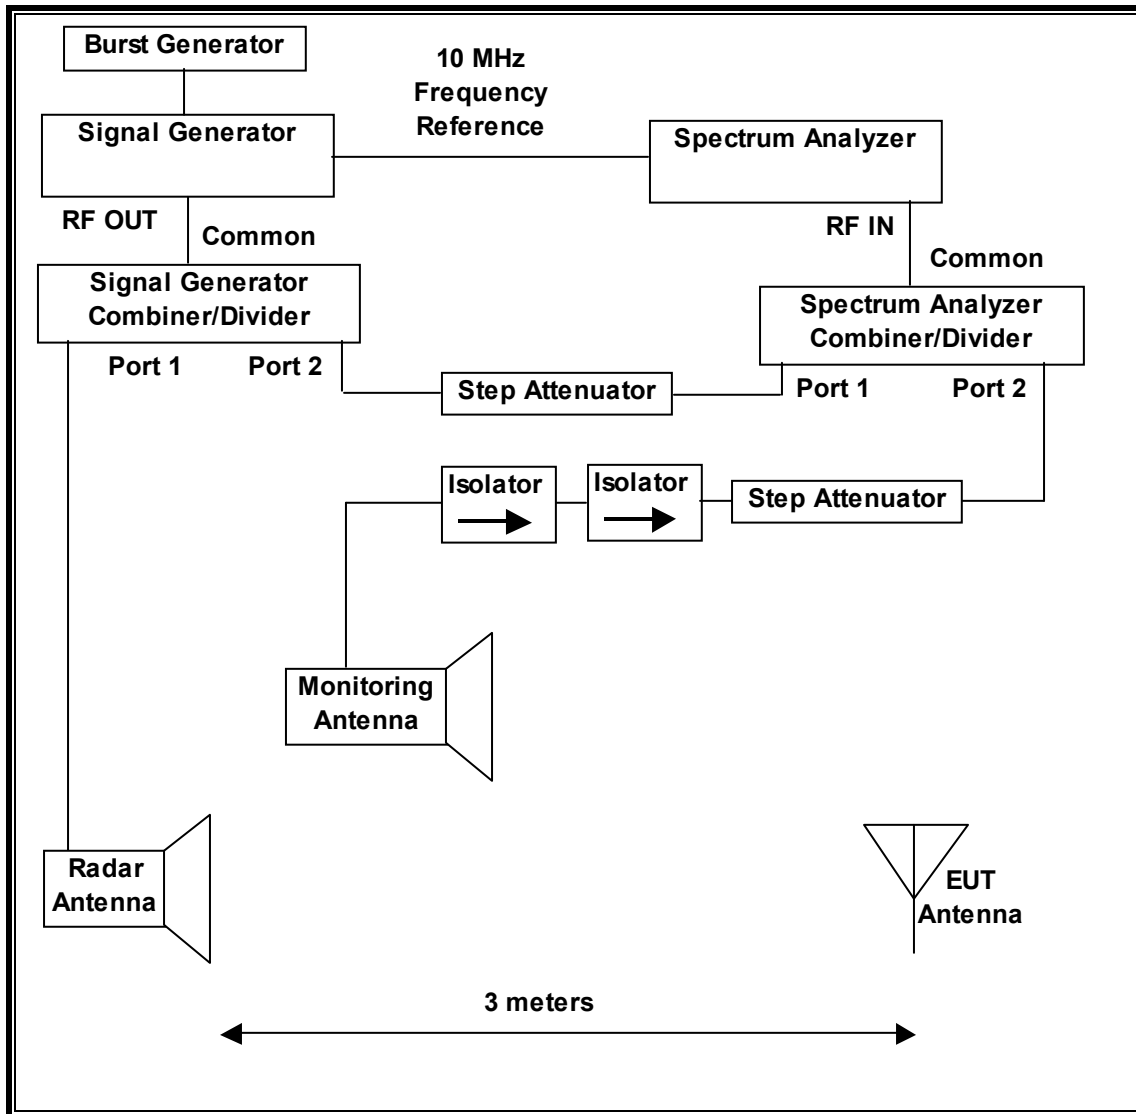 Burst Generator
10 MHz
Frequency
Reference
Signal Generator
Spectrum Analyzer
RF OUT
Common
RF IN
Common
Signal Generator
Combiner/Divider
Spectrum Analyzer
Combiner/Divider
Port 1
Port 2
Step Attenuator
Port 1
Port 2
Isolator
Isolator
Step Attenuator
Monitoring
Antenna
Radar
Antenna
EUT
Antenna
3 meters